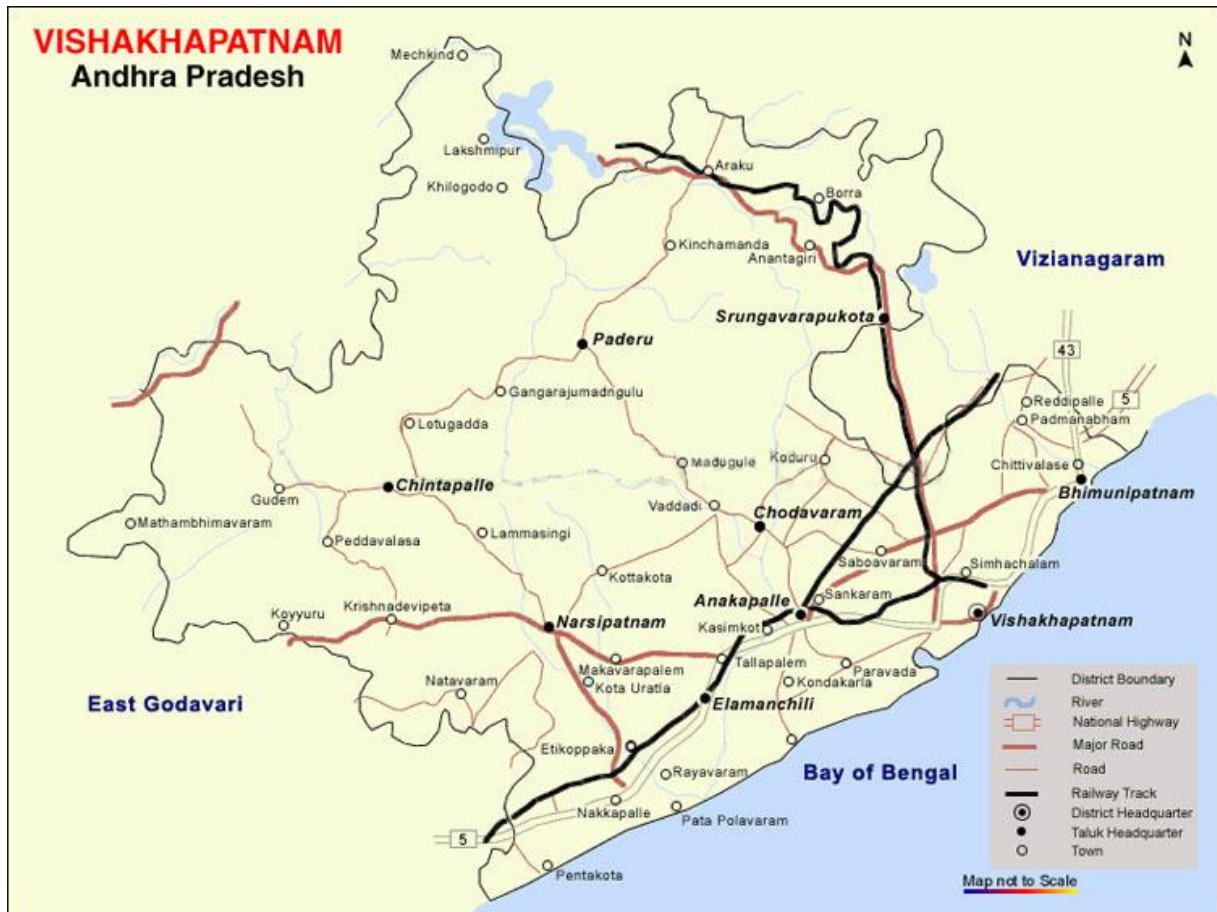 VISHAKHAPATNAM
Andhra Pradesh
N
Mechkind
Lakshmipur
Khilogodo
Araku
Borra
Kinchamanda
Anantagiri
Vizianagaram
Srungavarapukota
Paderu
43
Gangarajumadngulu
Reddipalle
5
Padmanabham
Lotugadda
Madugule
Koduru
Chittivalase
Chintapalle
Bhimunipatnam
Gudem
Vaddadi
Chodavaram
Mathambhimavaram
Lammasingi
Peddavalasa
Saboavaram
Simhachalam
Kottakota
Sankaram
Anakapalle
Krishnadevipeta
Koyyuru
Narsipatnam
Kasimkot
Vishakhapatnam
Makavarapalem
Tallapalem
Paravada
Natavaram
Kota Uratla
Kondakarla
East Godavari
Elamanchili
Etikoppaka
Rayavaram
Bay of Bengal
Nakkapalle
Pata Polavaram
5
Pentakota
District Boundary
River
National Highway
Major Road
Road
Railway Track
District Headquarter
Taluk Headquarter
Town
Map not to Scale